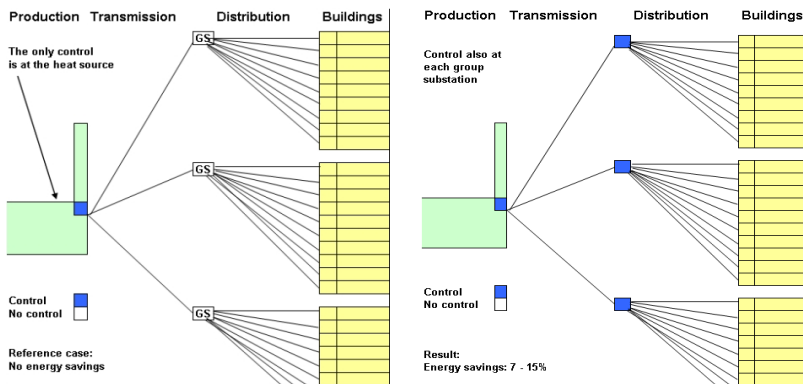 Production Transmission Distribution Buildings
The only control
is at the heat source
GS
GS
GS
Control
No control
Reference case:
No energy savings
Production Transmission Distribution Buildings
Control also at
each group
substation
Control
No control
Result:
Energy savings: 7 - 15%